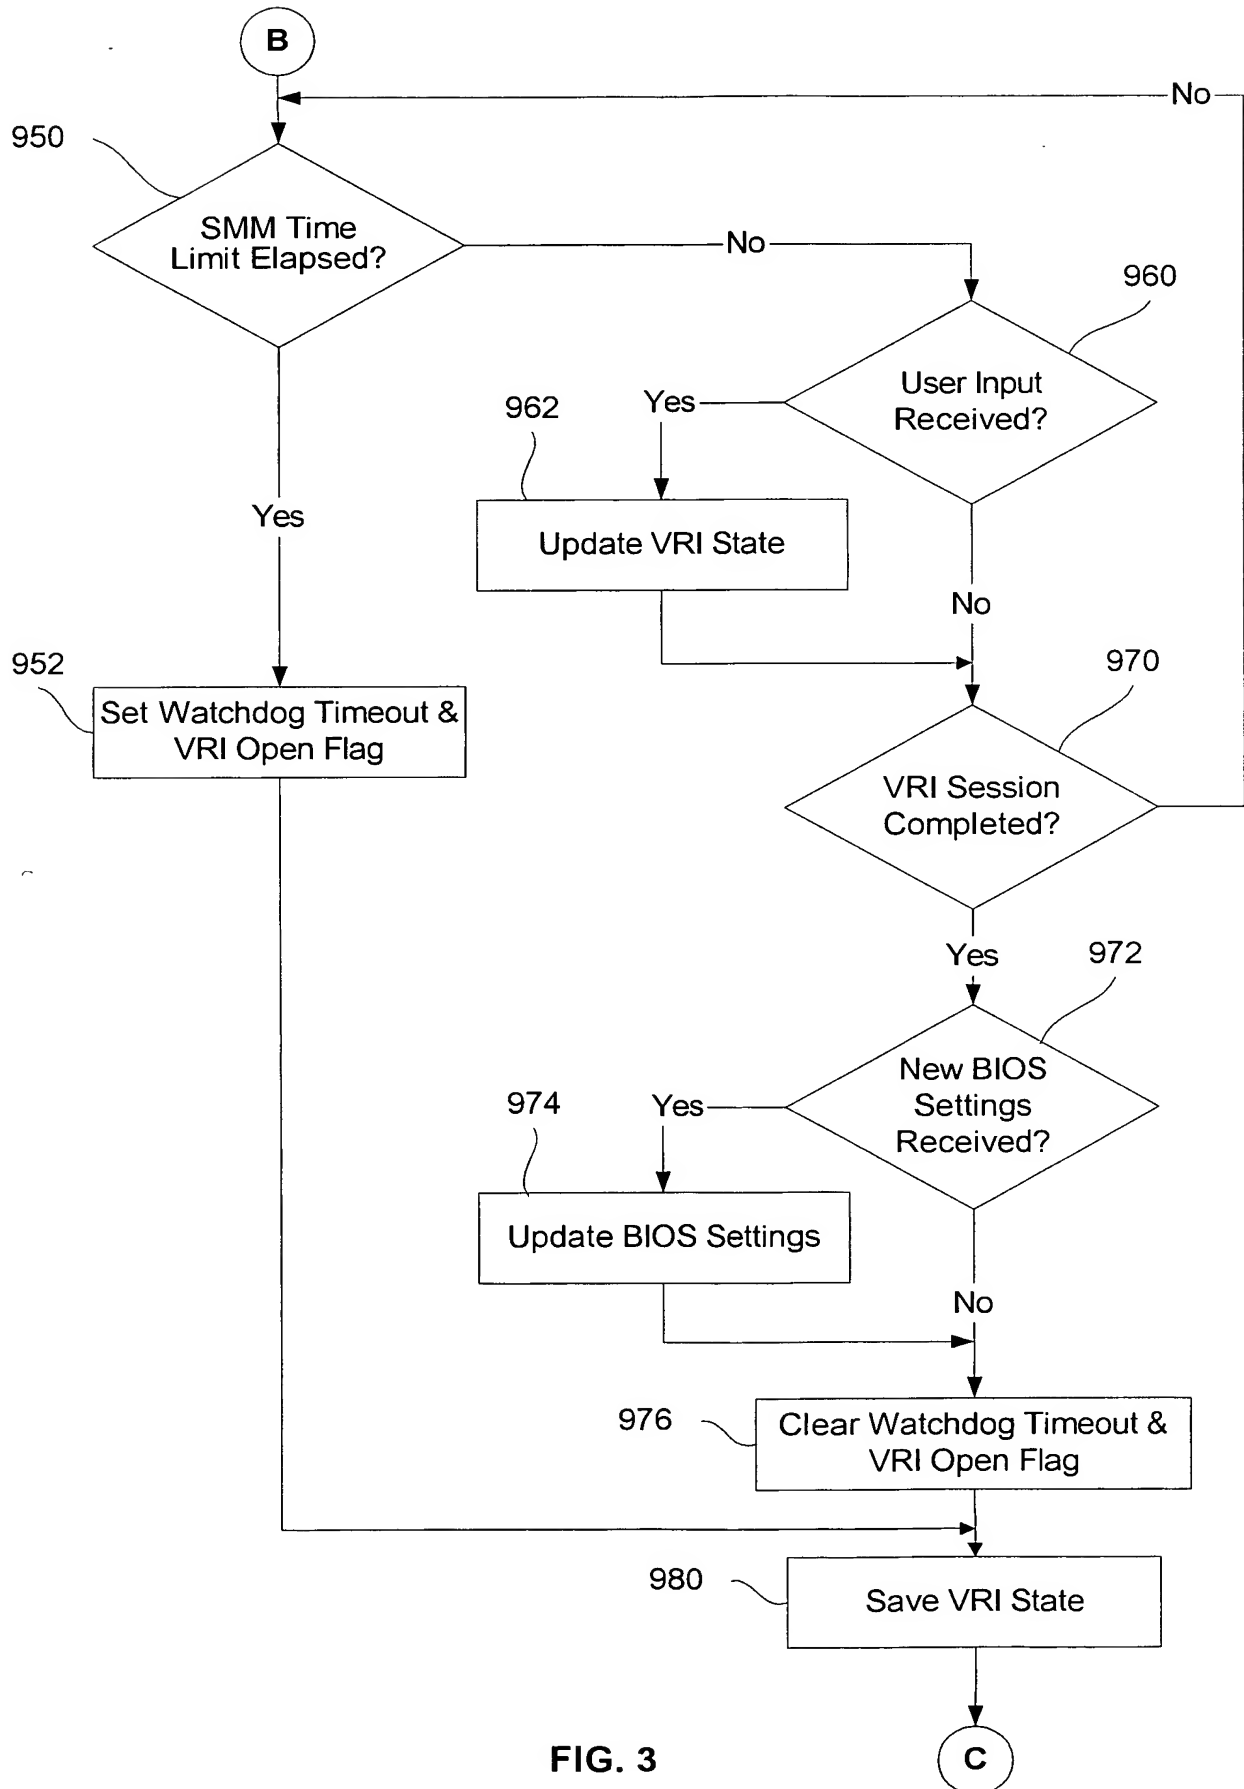 B
No
950
SMM Time
Limit Elapsed?
No
960
User Input
Received?
Yes
962
Update VRI State
Yes
No
952
Set Watchdog Timeout &
VRI Open Flag
970
VRI Session
Completed?
Yes
972
New BIOS
Settings
Received?
Yes
974
Update BIOS Settings
No
976
Clear Watchdog Timeout &
VRI Open Flag
980
Save VRI State
C
FIG. 3